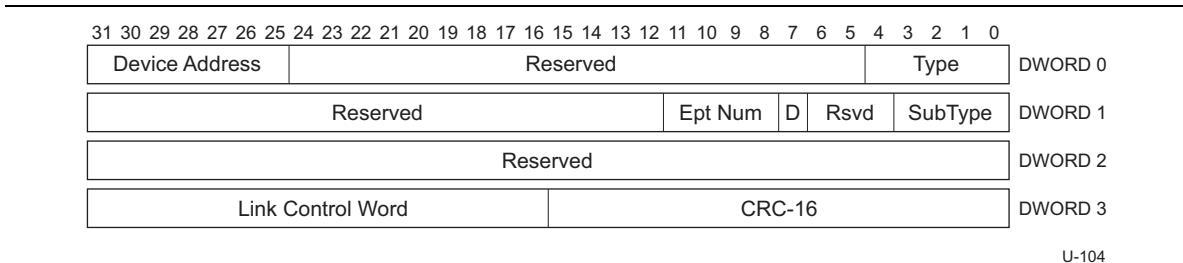 31 30 29 28 27 26 25 24 23 22 21 20 19 18 17 16 15 14 13 12 11 10 9 8 7 6 5 4 3 2 1 0
Device Address Reserved Type DWORD 0
Reserved Ept Num D Rsvd SubType DWORD 1
Reserved DWORD 2
Link Control Word CRC-16 DWORD 3
U-104